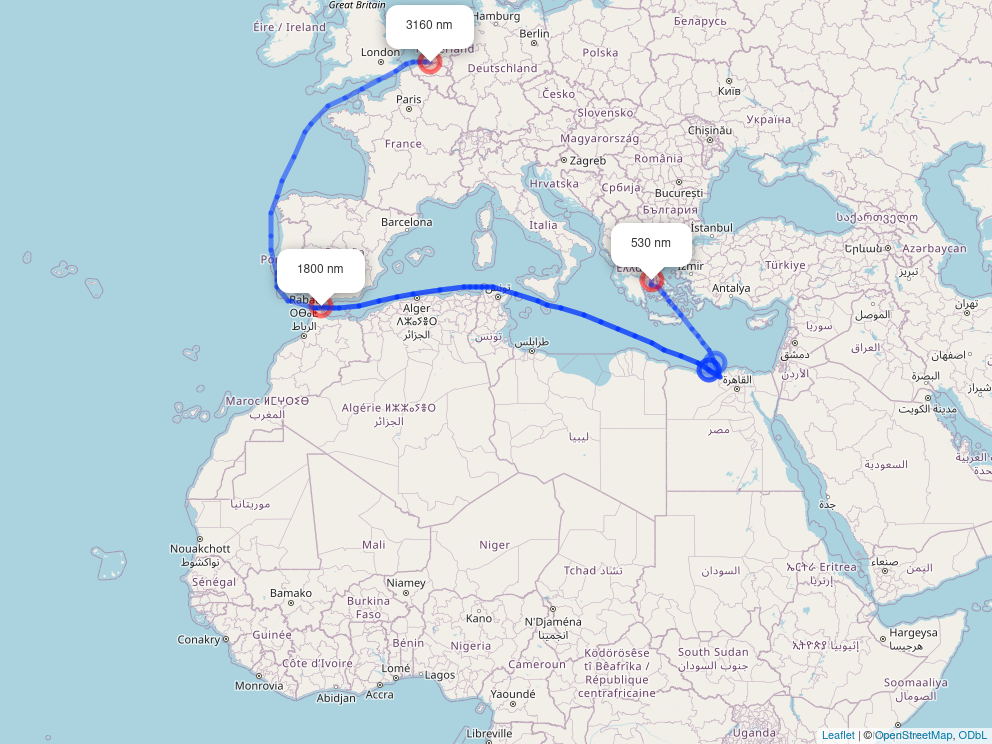 Great Britain
Hamburg
Éire / Ireland
3160 nm
Беларусь
Berlin
London
Polska
Deutschland
Київ
Paris
Česko
Україна
Slovensko
Chișinău
France
Magyarország
Zagreb
România
Hrvatska
Србија
București
България
Barcelona
Italia
Istanbul
საქართველო
530 nm
Երևան
Azərbaycan
1800 nm
İzmir
Türkiye
تبریز
Antalya
تونس
Alger
ⵍⵣⵣⴰⵢⴻⵔ
الجزائر
الرباط
تونس
طرابلس
تهران
الموصل
سوريا
العراق
اصفهان
دمشق
الأردن
البصرة
شیراز
القاهرة
مدينة الكويت
Maroc ⵍⵎⵖⵔⵉⴱ
المغرب
Algérie ⵍⵣⵣⴰⵢⴻⵔ
الجزائر
ليبيا
مصر
السعودية
جدة
موريتانيا
Nouakchott
نواكشوط
Mali
Niger
Tchad تشاد
السودان
ኤርትራ Eritrea
إرتريا
صنعاء
اليمن
Sénégal
Bamako
Niamey
Burkina
Faso
Kano
N'Djaména
انجمينا
Conakry
Guinée
Bénin
Nigeria
Cameroun
Ködörösêse
tî Bêafrîka /
République
centrafricaine
South Sudan
جنوب السودان
ኢትዮጵያ إثيوبيا
Hargeysa
هرجيسا
Côte d'Ivoire
Lomé
Lagos
Monrovia
Abidjan
Accra
Yaoundé
Soomaaliya
الصومال
Libreville
Uganda
Leaflet | © OpenStreetMap, ODbL